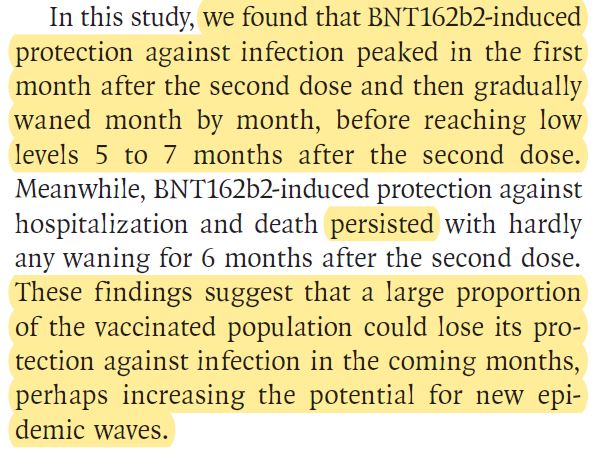 In this study, we found that BNT162b2-induced
protection against infection peaked in the first
month after the second dose and then gradually
waned month by month, before reaching low
levels 5 to 7 months after the second dose.
Meanwhile, BNT162b2-induced protection against
hospitalization and death persisted with hardly
any waning for 6 months after the second dose.
These findings suggest that a large proportion
of the vaccinated population could lose its pro-
tection against infection in the coming months,
perhaps increasing the potential for new epi-
demic waves.